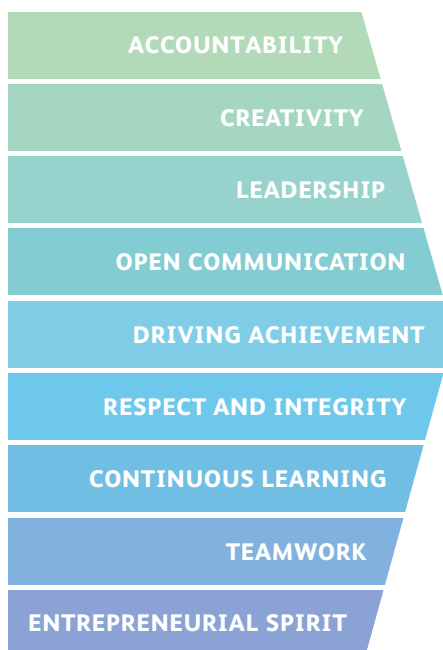 ACCOUNTABILITY
CREATIVITY
LEADERSHIP
OPEN COMMUNICATION
DRIVING ACHIEVEMENT
RESPECT AND INTEGRITY
CONTINUOUS LEARNING
TEAMWORK
ENTREPRENEURIAL SPIRIT